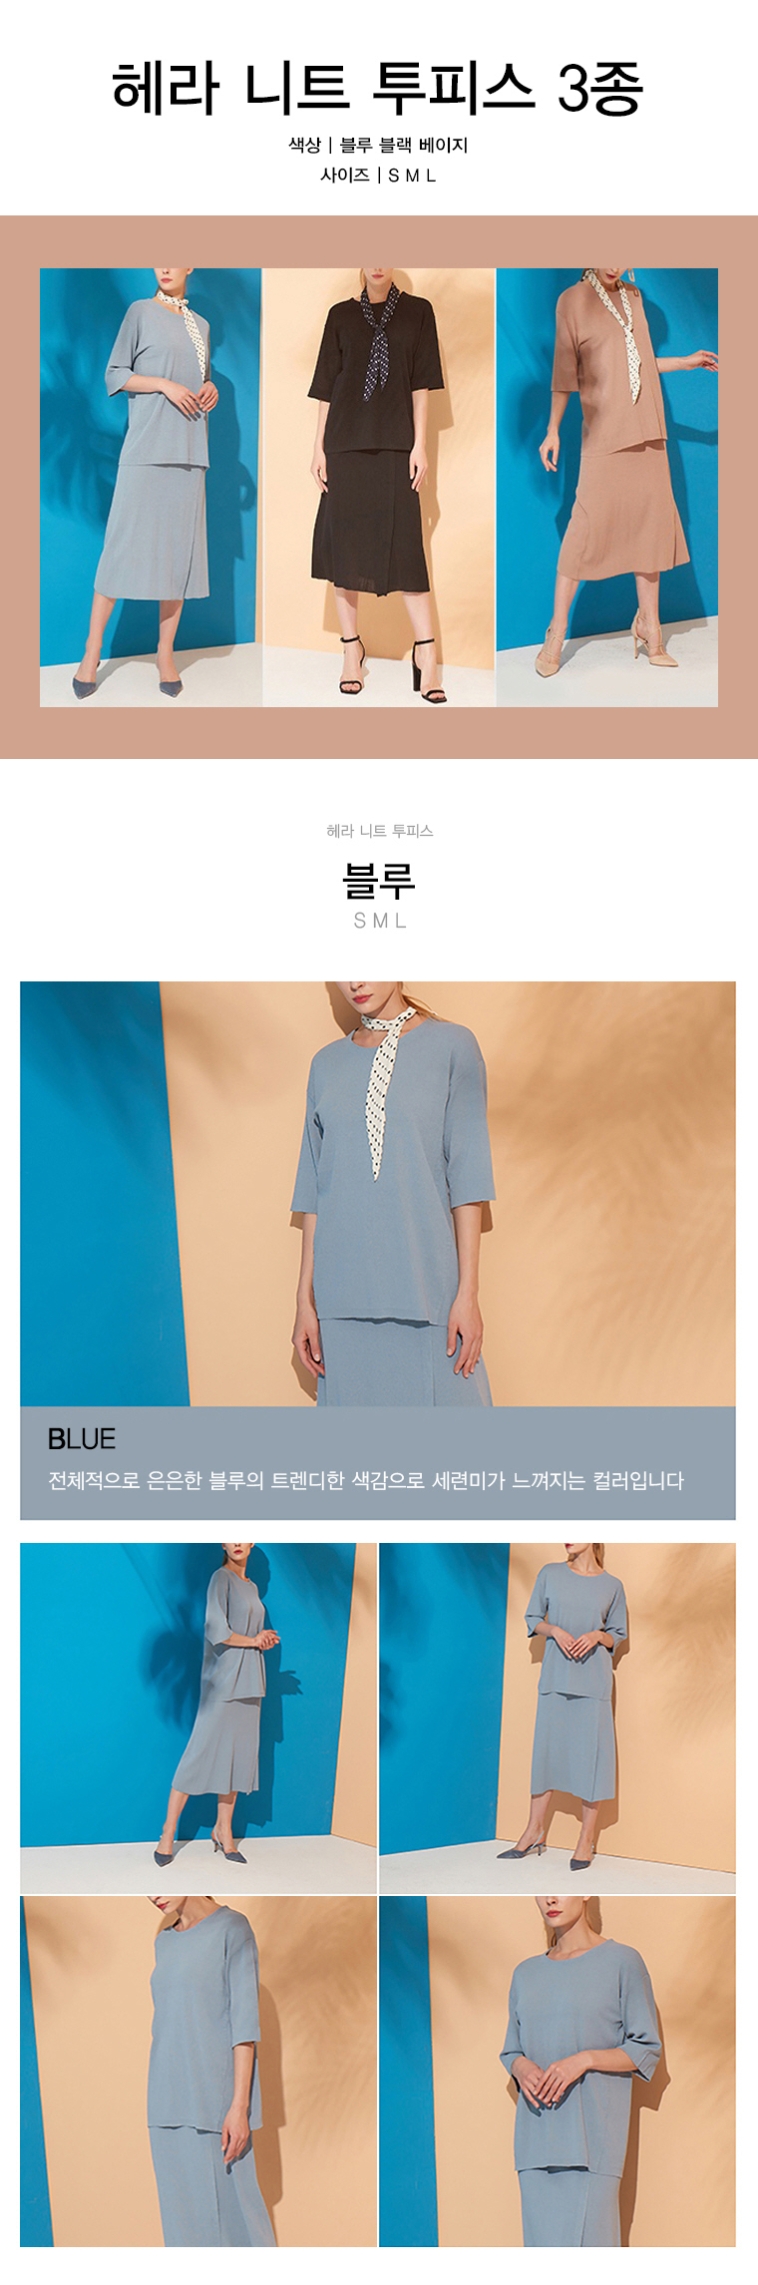 헤라 니트 투피스 3종
색상 | 블루 블랙 베이지
사이즈 | S M L
헤라 니트 투피스
블루
S M L
BLUE
전체적으로 은은한 블루의 트렌디한 색감으로 세련미가 느껴지는 컬러입니다